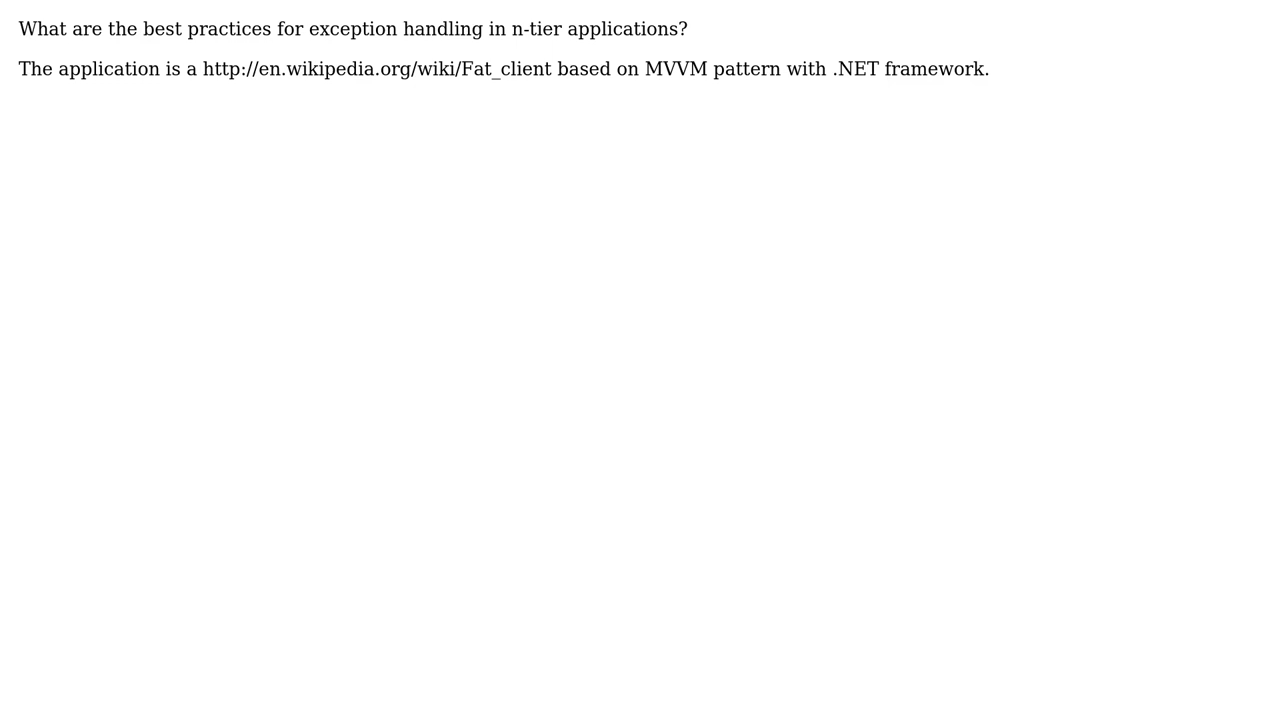 What are the best practices for exception handling in n-tier applications?
The application is a http://en.wikipedia.org/wiki/Fat_client based on MVVM pattern with .NET framework.